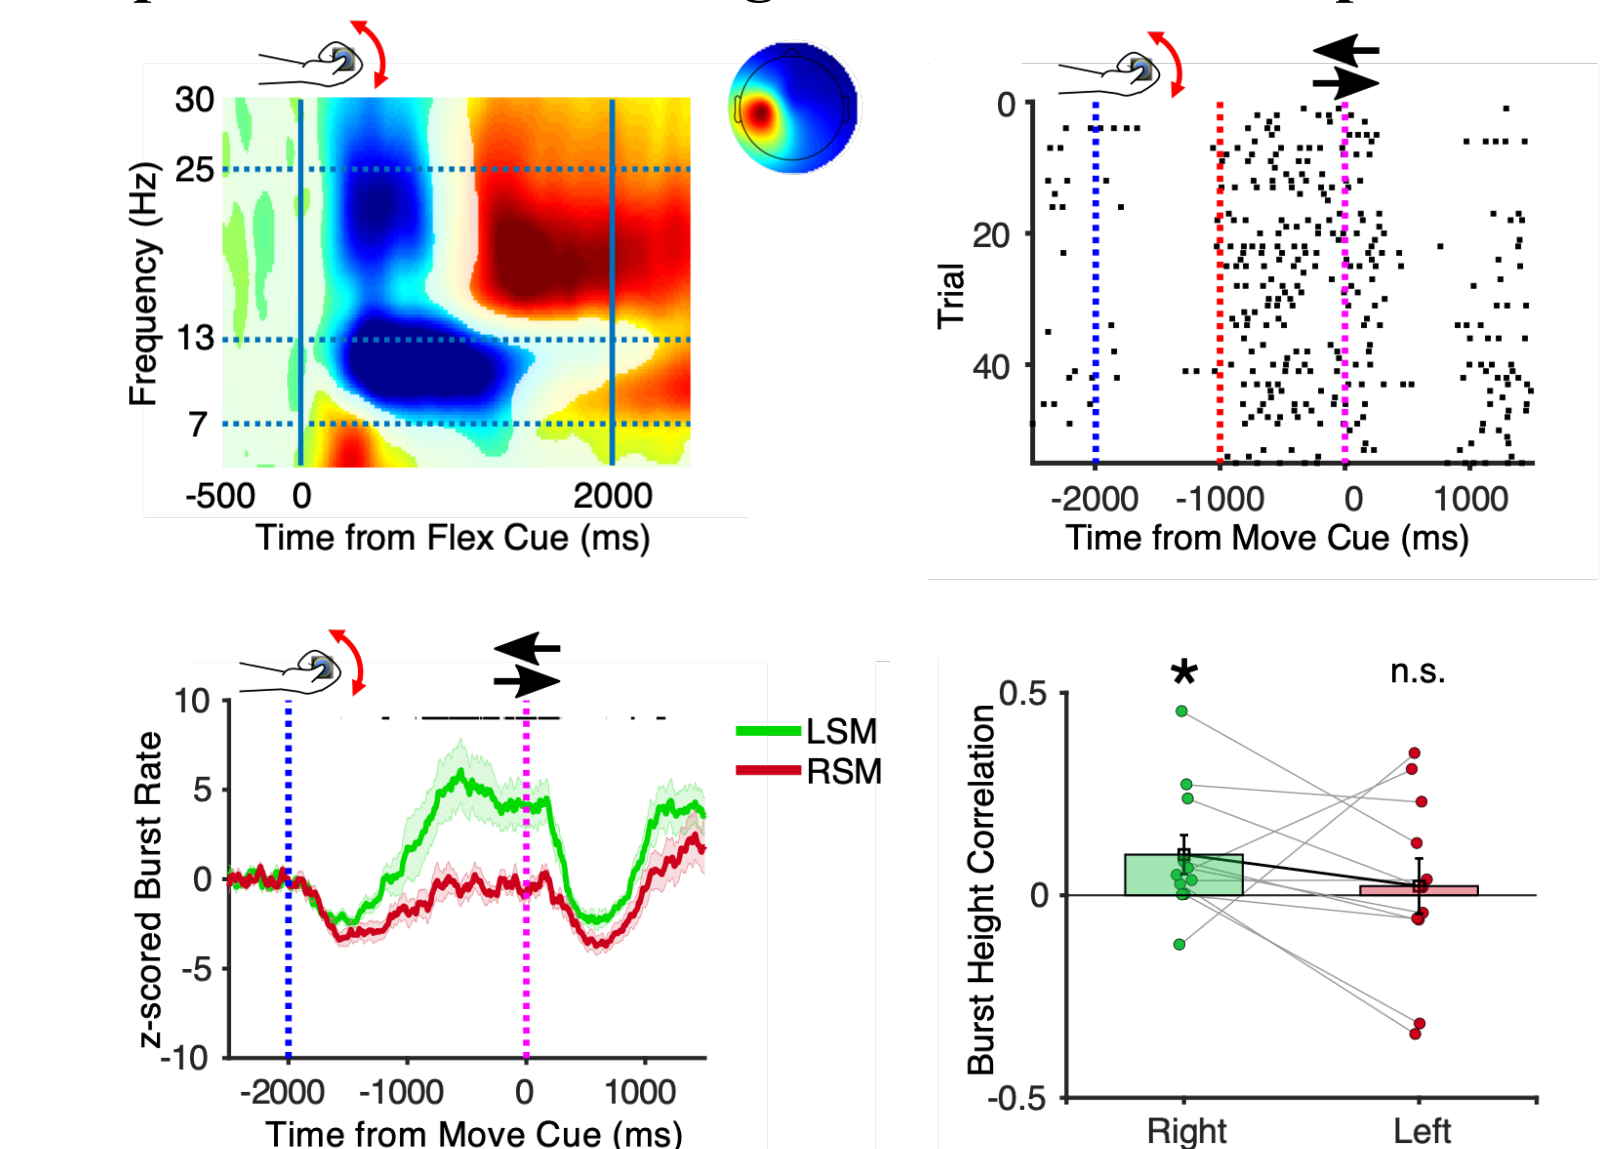 30
25
13
7
Frequency (Hz)
-500 0 2000
Time from Flex Cue (ms)
0
20
40
Trial
-2000 -1000 0 1000
Time from Move Cue (ms)
10
5
0
-5
-10
z-scored Burst Rate
-2000 -1000 0 1000
Time from Move Cue (ms)
LSM
RSM
* n.s.
0.5
0
-0.5
Burst Height Correlation
Right Left